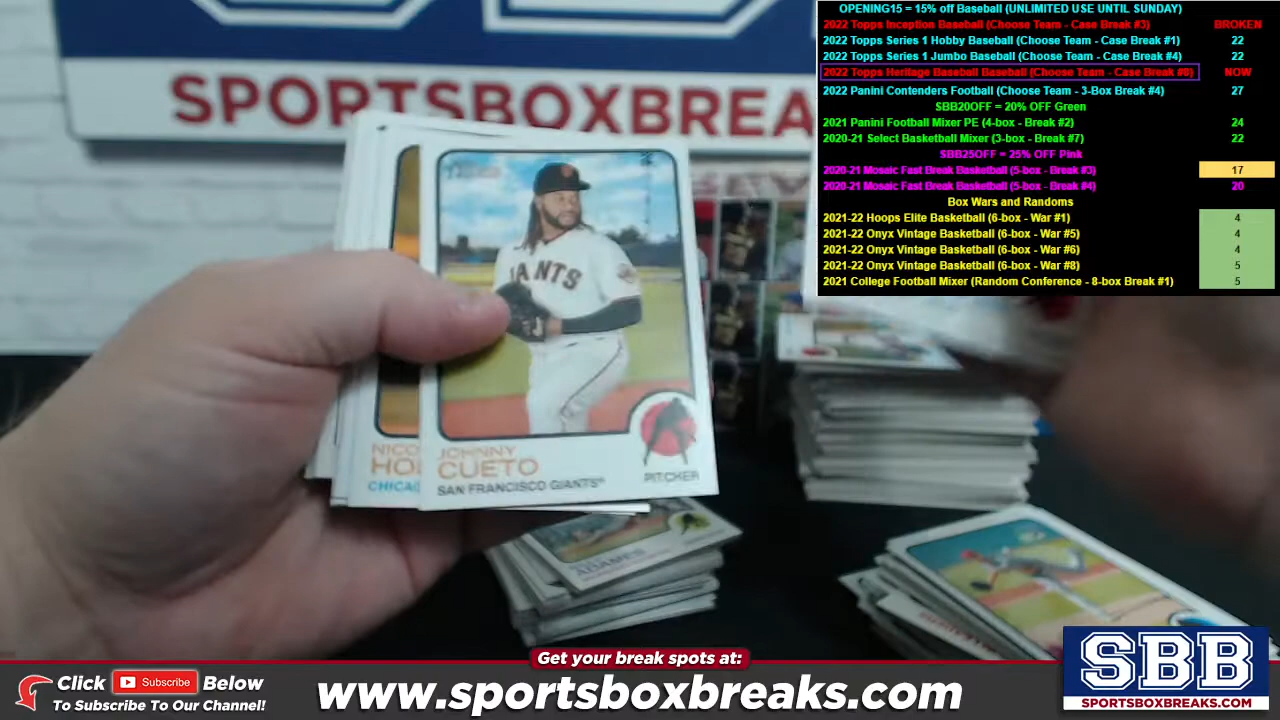 OPENING15 = 15% off Baseball (UNLIMITED USE UNTIL SUNDAY)
2022 Topps Inception Baseball (Choose Team - Case Break #3) BROKEN
2022 Topps Series 1 Hobby Baseball (Choose Team - Case Break #1) 22
2022 Topps Series 1 Jumbo Baseball (Choose Team - Case Break #4) 22
2022 Topps Heritage Baseball Baseball (Choose Team - Case Break #8) NOW
2022 Panini Contenders Football (Choose Team - 3-Box Break #4) 27
SBB20OFF = 20% OFF Green
2021 Panini Football Mixer PE (4-box - Break #2) 24
2020-21 Select Basketball Mixer (3-box - Break #7) 22
SBB25OFF = 25% OFF Pink
2020-21 Mosaic Fast Break Basketball (5-box - Break #3) 17
2020-21 Mosaic Fast Break Basketball (5-box - Break #4) 20
Box Wars and Randoms
2021-22 Hoops Elite Basketball (6-box - War #1) 4
2021-22 Onyx Vintage Basketball (6-box - War #5) 4
2021-22 Onyx Vintage Basketball (6-box - War #6) 4
2021-22 Onyx Vintage Basketball (6-box - War #8) 5
2021 College Football Mixer (Random Conference - 8-box Break #1) 5
SPORTSBOXBREA
GIANTS
NICO
HO
CHICA
JOHNNY
CUETO
SAN FRANCISCO GIANTS
PITCHER
ADAMES
Get your break spots at:
Click Subscribe Below
To Subscribe To Our Channel!
www.sportsboxbreaks.com
SBB
SPORTSBOXBREAKS.COM